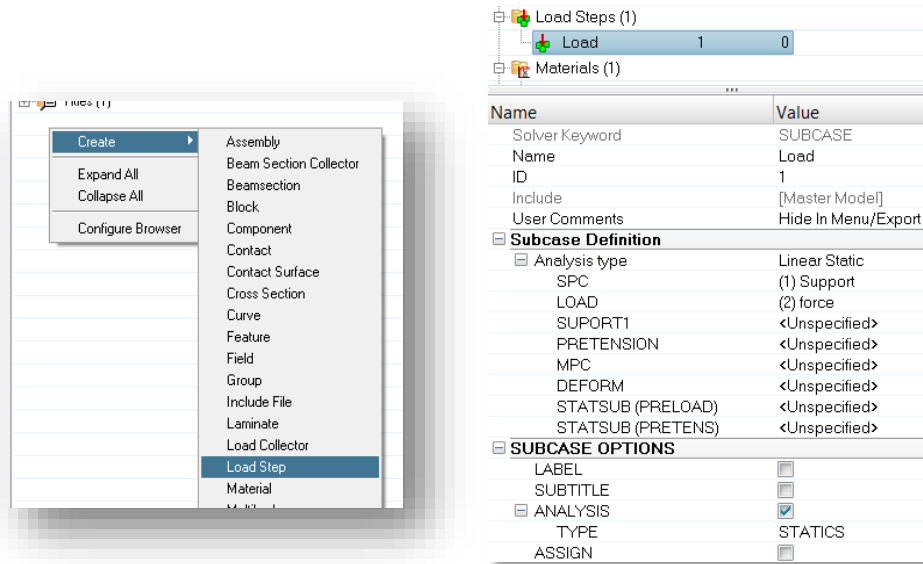 Titles (1)
Create
Expand All
Collapse All
Configure Browser
Assembly
Beam Section Collector
Beamsection
Block
Component
Contact
Contact Surface
Cross Section
Curve
Feature
Field
Group
Include File
Laminate
Load Collector
Load Step
Material
Load Steps (1)
Load 1 0
Materials (1)
Name Value
Solver Keyword SUBCASE
Name Load
ID 1
Include [Master Model]
User Comments Hide In Menu/Export
Subcase Definition
Analysis type Linear Static
SPC (1) Support
LOAD (2) force
SUPORT1 <Unspecified>
PRETENSION <Unspecified>
MPC <Unspecified>
DEFORM <Unspecified>
STATSUB (PRELOAD) <Unspecified>
STATSUB (PRETENS) <Unspecified>
SUBCASE OPTIONS
LABEL
SUBTITLE
ANALYSIS
TYPE STATICS
ASSIGN